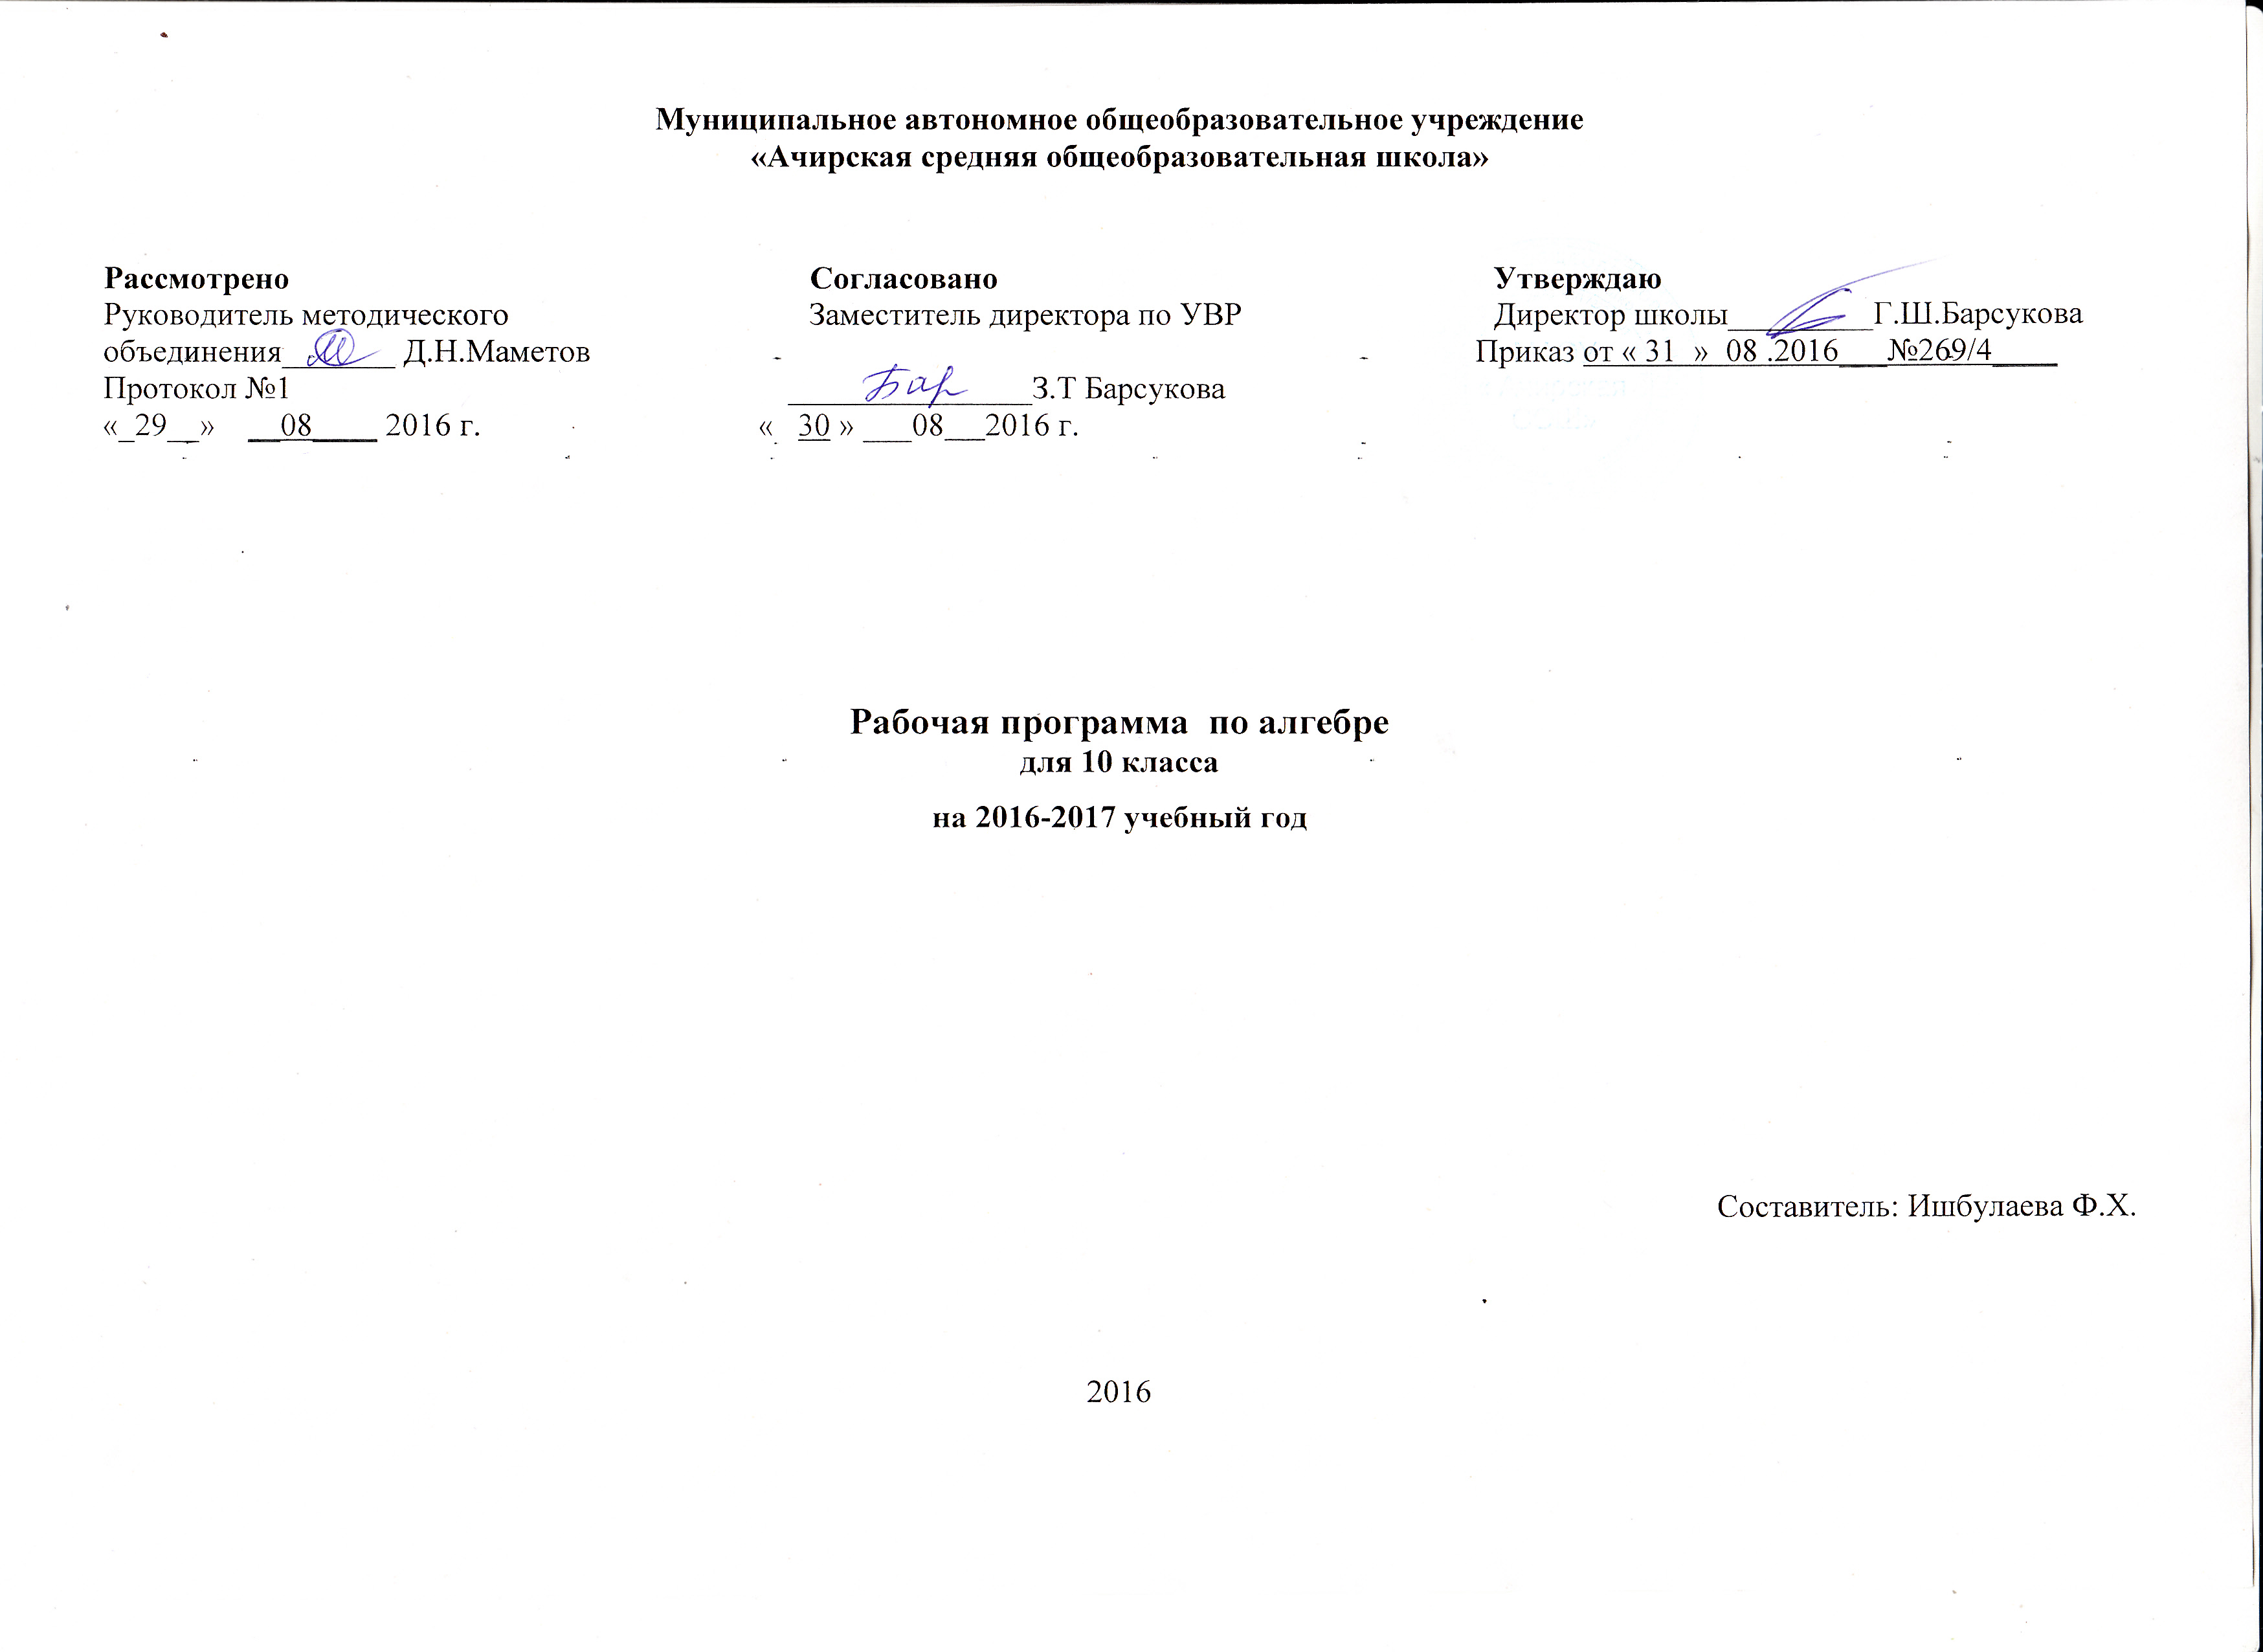 Муниципальное автономное общеобразовательное учреждение
«Ачирская средняя общеобразовательная школа»
Рассмотрено
Руководитель методического
объединения_______ Д.Н.Маметов
Протокол №1
«_29__» __08____ 2016 г.
Согласовано
Заместитель директора по УВР
Бар
_______________З.Т Барсукова
« 30 » ___08___2016 г.
Утверждаю
Директор школы_________Г.Ш.Барсукова
Приказ от « 31 » 08 .2016___№269/4____
Рабочая программа по алгебре
для 10 класса
на 2016-2017 учебный год
Составитель: Ишбулаева Ф.Х.
2016